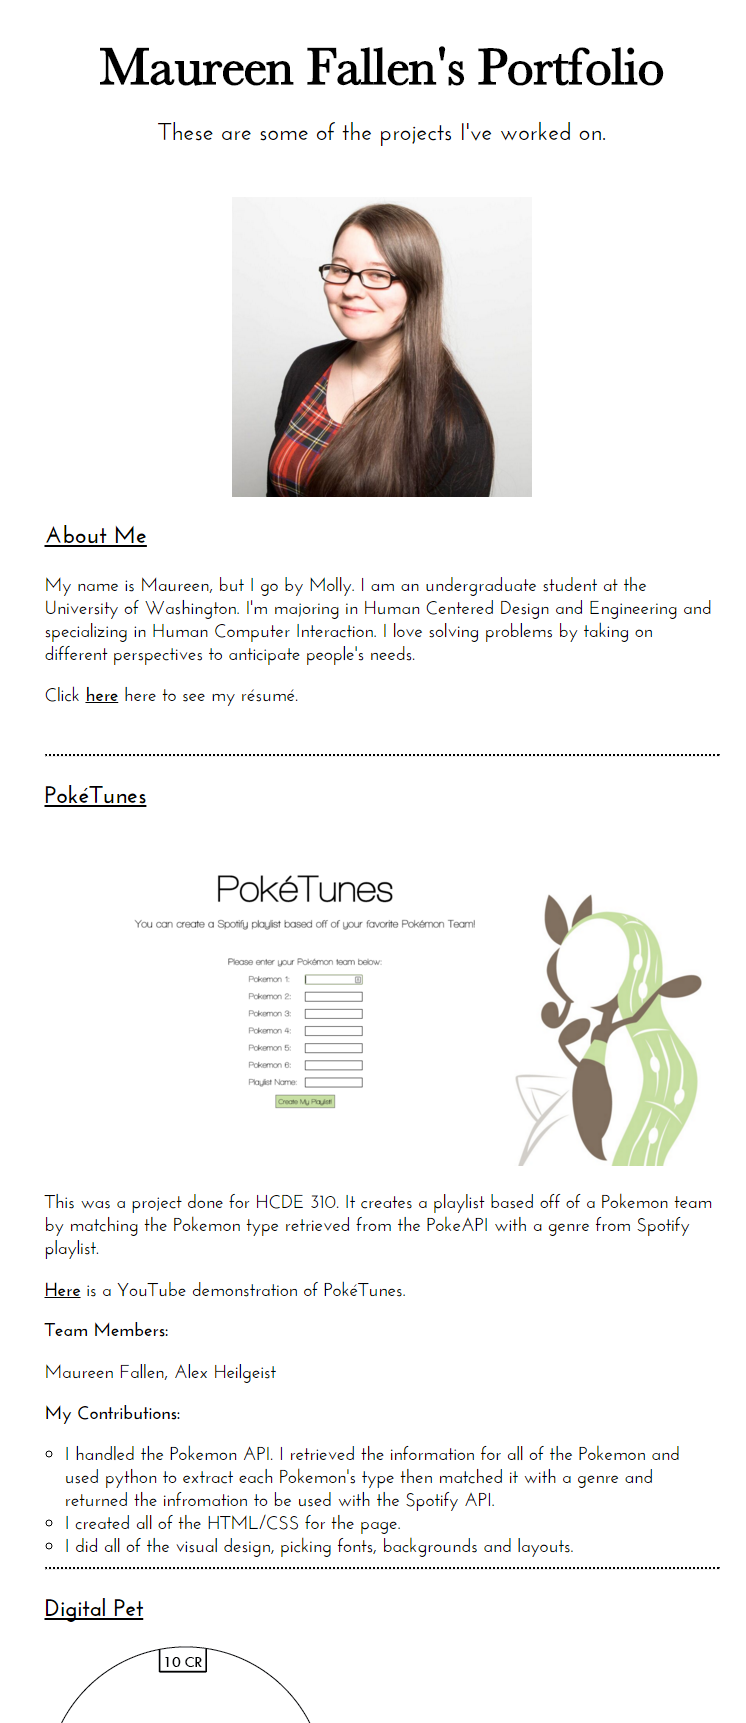 Maureen Fallen's Portfolio
These are some of the projects I've worked on.
About Me
My name is Maureen, but I go by Molly. I am an undergraduate student at the
University of Washington. I'm majoring in Human Centered Design and Engineering and
specializing in Human Computer Interaction. I love solving problems by taking on
different perspectives to anticipate people's needs.
Click here here to see my résumé.
PokéTunes
PokéTunes
You can create a Spotify playlist based off of your favorite Pokémon Team!
Please enter your Pokémon team below:
Pokemon 1:
Pokemon 2:
Pokemon 3:
Pokemon 4:
Pokemon 5:
Pokemon 6:
Playlist Name:
Create My Playlist!
This was a project done for HCDE 310. It creates a playlist based off of a Pokemon team
by matching the Pokemon type retrieved from the PokeAPI with a genre from Spotify
playlist.
Here is a YouTube demonstration of PokéTunes.
Team Members:
Maureen Fallen, Alex Heilgeist
My Contributions:
I handled the Pokemon API. I retrieved the information for all of the Pokemon and
used python to extract each Pokemon's type then matched it with a genre and
returned the infromation to be used with the Spotify API.
I created all of the HTML/CSS for the page.
I did all of the visual design, picking fonts, backgrounds and layouts.
Digital Pet
10 CR